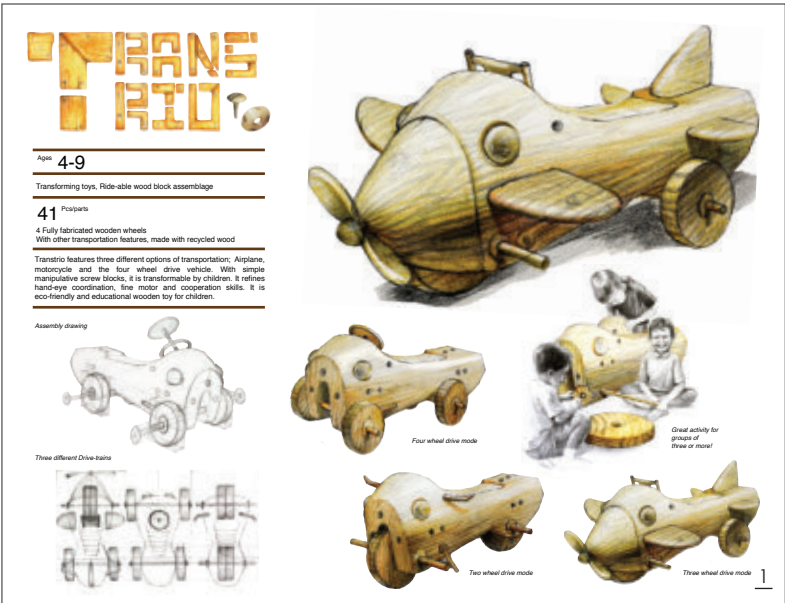 TRANS
RIO
Ages 4-9
Transforming toys, Ride-able wood block assemblage
41 Pcs/parts
4 Fully fabricated wooden wheels
With other transportation features, made with recycled wood
Transtrio features three different options of transportation; Airplane,
motorcycle and the four wheel drive vehicle. With simple
manipulative screw blocks, it is transformable by children. It refines
hand-eye coordination, fine motor and cooperation skills. It is
eco-friendly and educational wooden toy for children.
Assembly drawing
Four wheel drive mode
Great activity for
groups of
three or more!
Three different Drive-trains
Two wheel drive mode
Three wheel drive mode
1